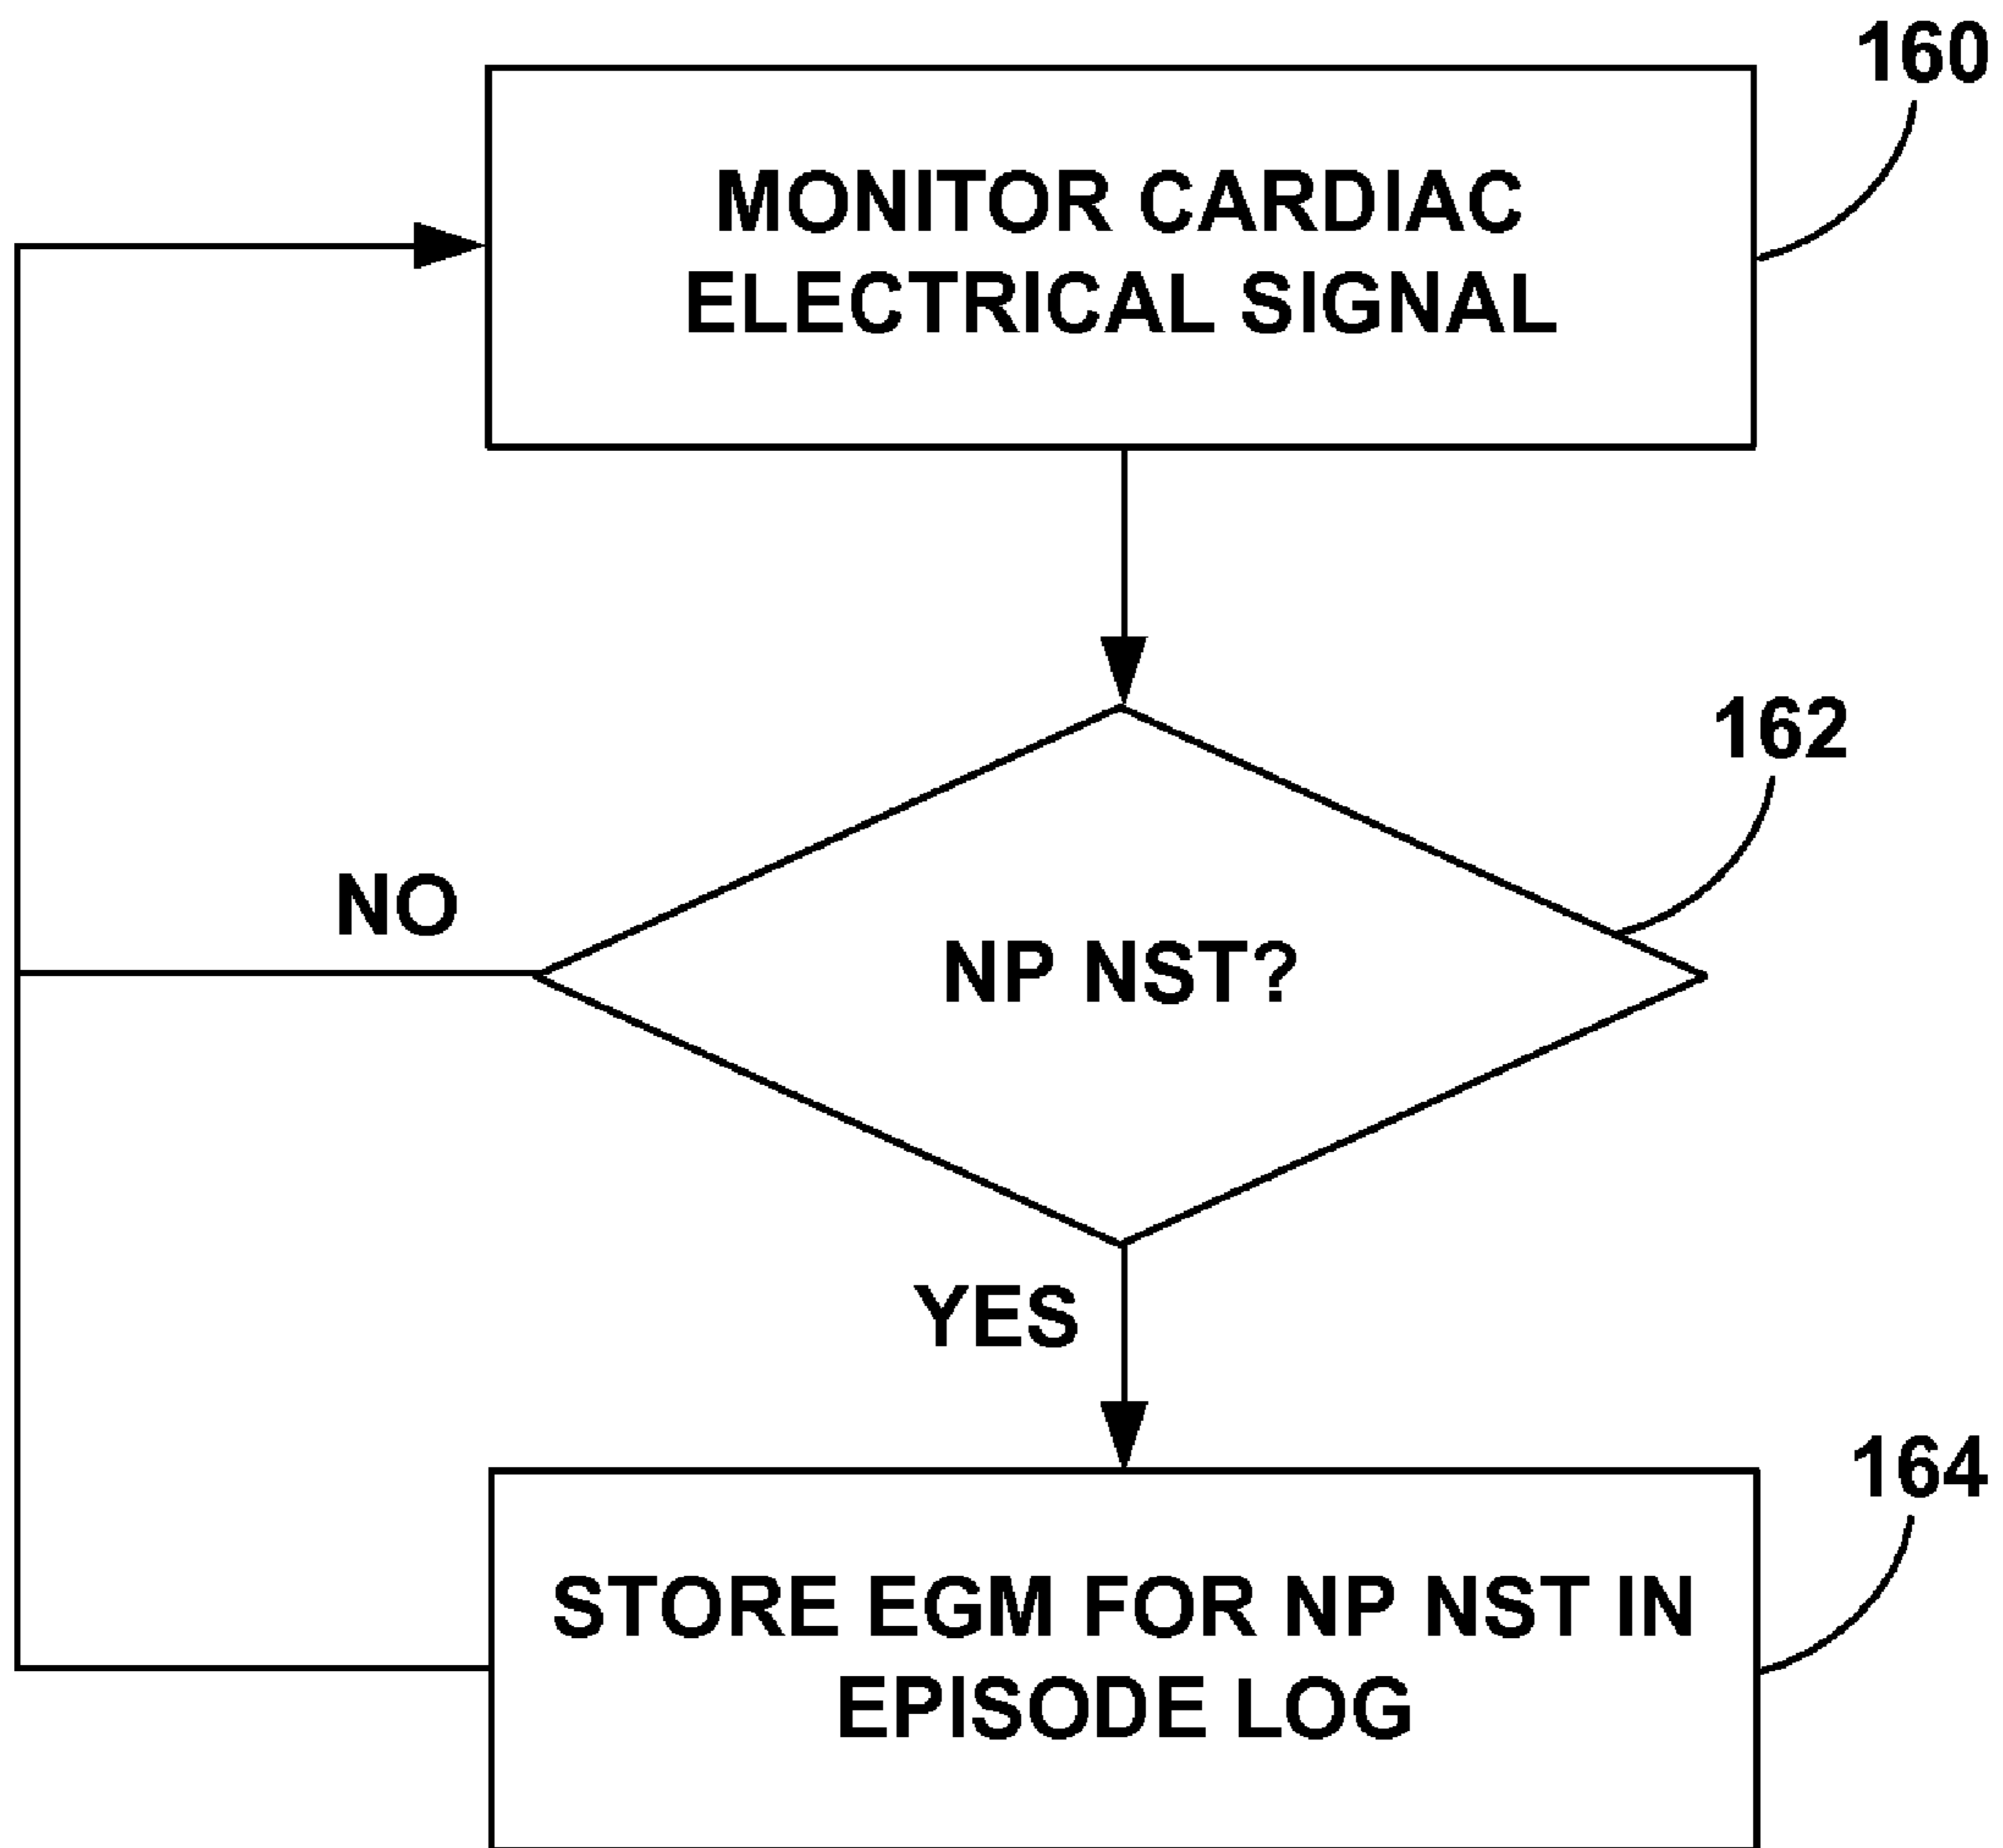 160
MONITOR CARDIAC
ELECTRICAL SIGNAL
162
NO
NP NST?
YES
164
STORE EGM FOR NP NST IN
EPISODE LOG